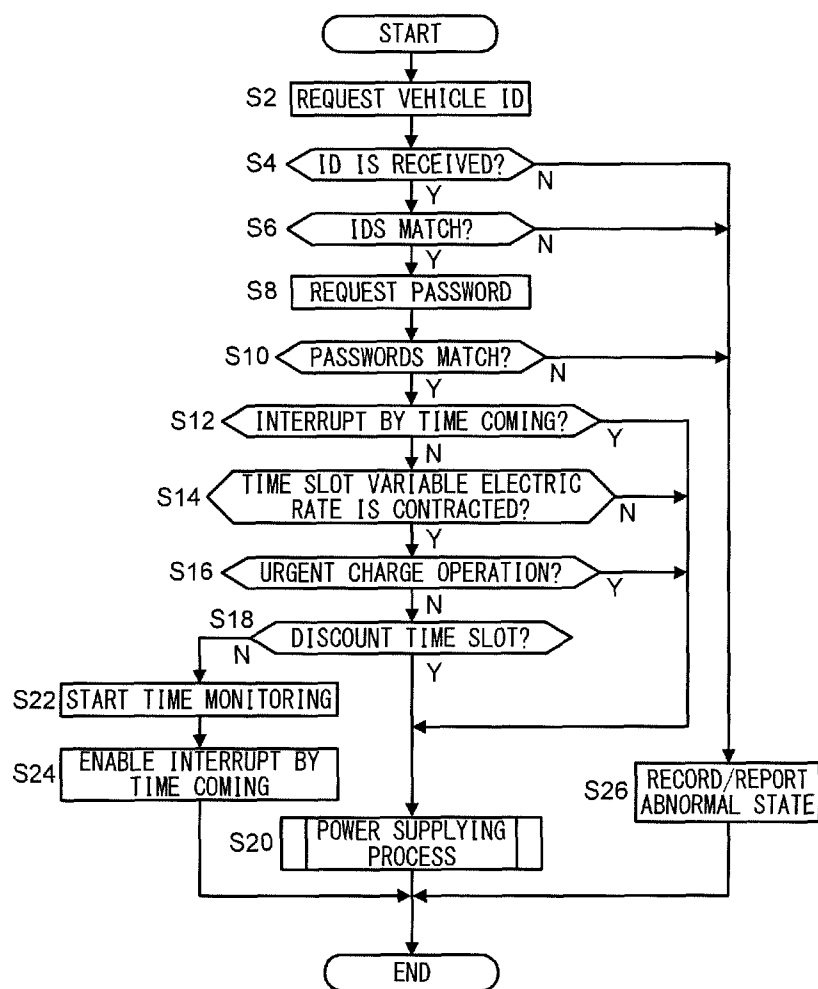 START
S2 REQUEST VEHICLE ID
S4 ID IS RECEIVED? N
Y
S6 IDS MATCH? N
Y
S8 REQUEST PASSWORD
S10 PASSWORDS MATCH? N
Y
S12 INTERRUPT BY TIME COMING? Y
N
S14 TIME SLOT VARIABLE ELECTRIC
RATE IS CONTRACTED? N
Y
S16 URGENT CHARGE OPERATION? Y
N
S18 DISCOUNT TIME SLOT?
N Y
S22 START TIME MONITORING
S24 ENABLE INTERRUPT BY
TIME COMING
S26 RECORD/REPORT
ABNORMAL STATE
S20 POWER SUPPLYING
PROCESS
END